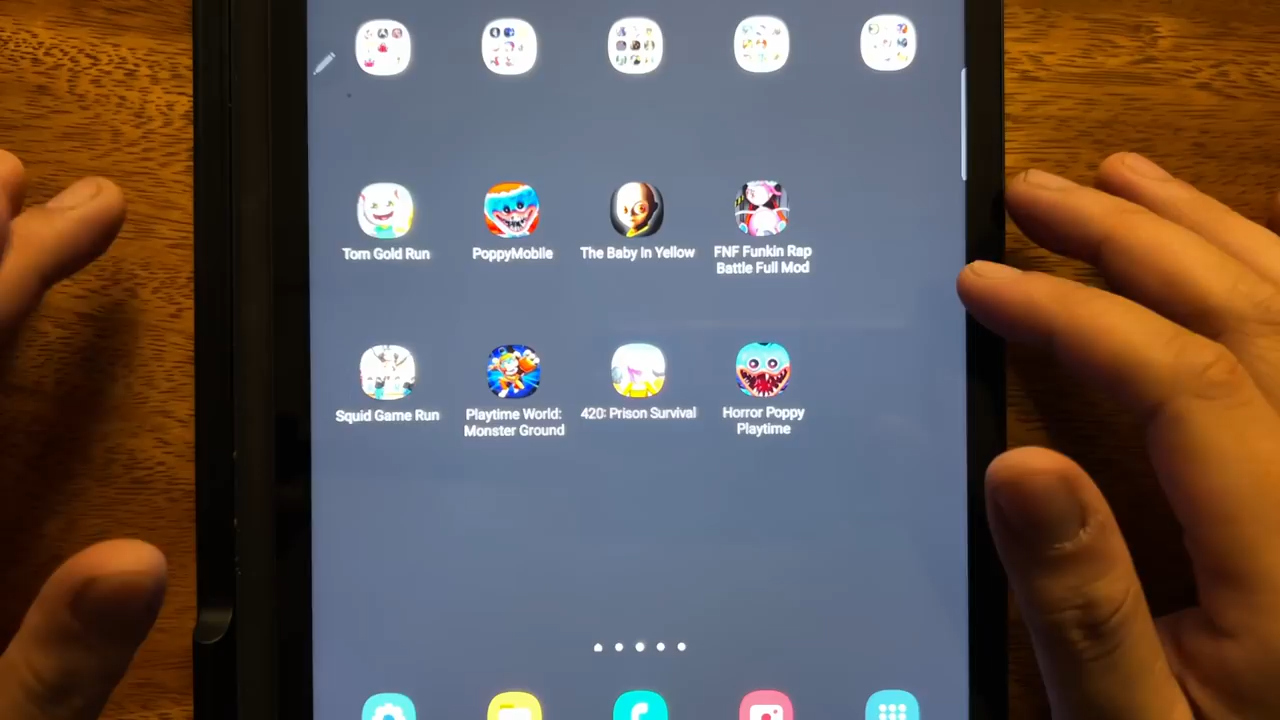 Tom Gold Run
PoppyMobile
The Baby In Yellow
FNF Funkin Rap
Battle Full Mod
Squid Game Run
Playtime World:
Monster Ground
420: Prison Survival
Horror Poppy
Playtime